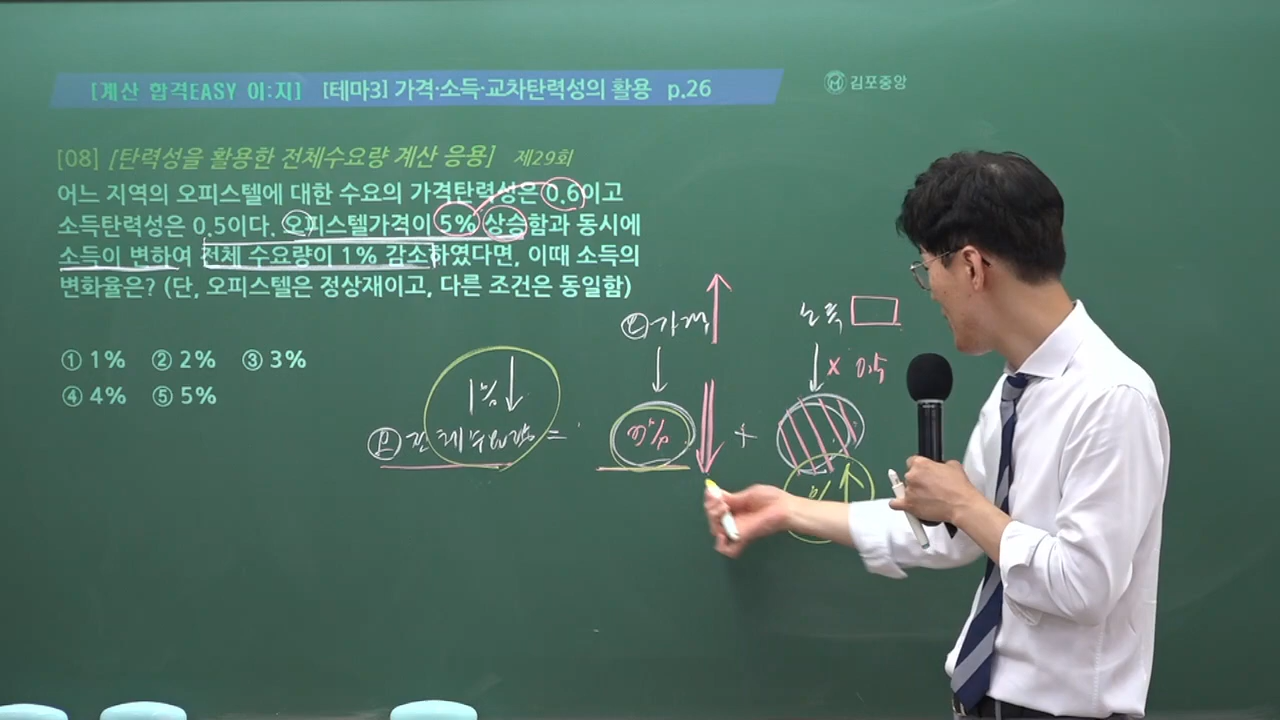 [계산 합격EASY 이:지] [테마3] 가격·소득·교차탄력성의 활용 p.26
김포중앙
[08] [탄력성을 활용한 전체수요량 계산 응용] 제29회
어느 지역의 오피스텔에 대한 수요의 가격탄력성은 0.6이고
소득탄력성은 0.5이다. 오피스텔가격이 5% 상승함과 동시에
소득이 변하여 전체 수요량이 1% 감소하였다면, 이때 소득의
변화율은? (단, 오피스텔은 정상재이고, 다른 조건은 동일함)
① 1% ② 2% ③ 3%
④ 4% ⑤ 5%
가격 ↑ 소득
↓ ↓ × 0.5
1% ↓
전체수요량 = 3% ↓ +
% ↑